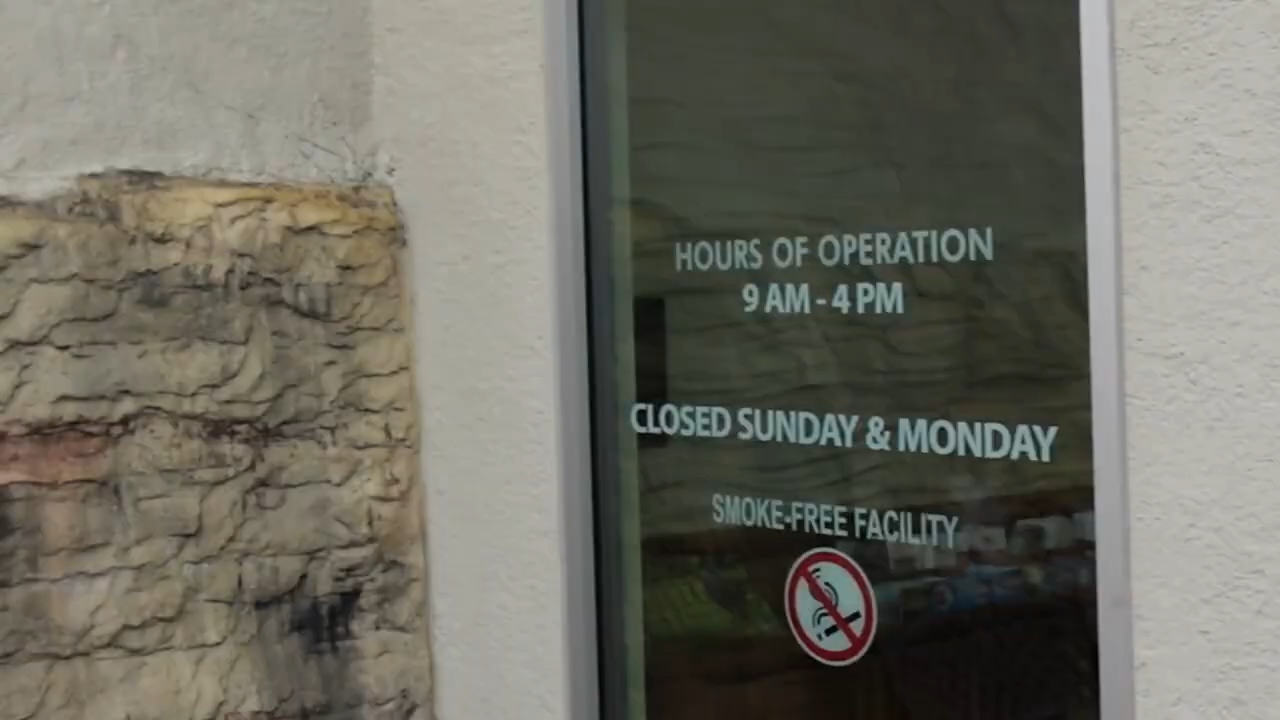 HOURS OF OPERATION
9 AM - 4 PM
CLOSED SUNDAY & MONDAY
SMOKE-FREE FACILITY